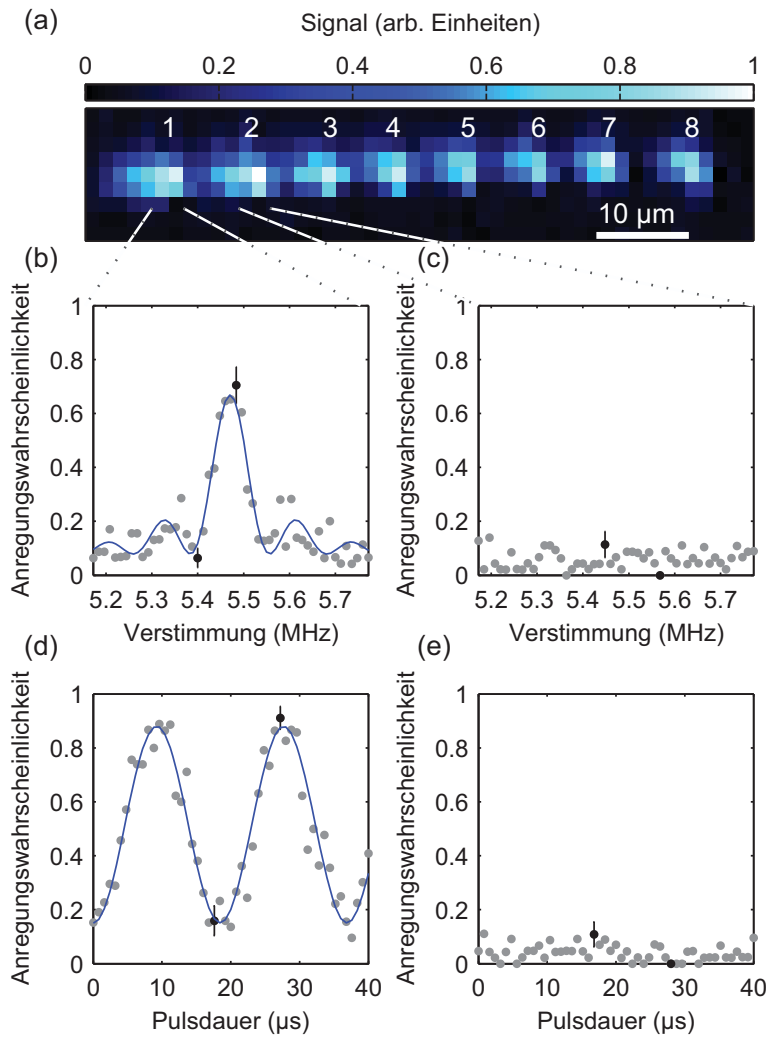 (a)
Signal (arb. Einheiten)
0 0.2 0.4 0.6 0.8 1
1 2 3 4 5 6 7 8
10 µm
(b)
Anregungswahrscheinlichkeit
1
0.8
0.6
0.4
0.2
0
5.2 5.3 5.4 5.5 5.6 5.7
Verstimmung (MHz)
(c)
Anregungswahrscheinlichkeit
1
0.8
0.6
0.4
0.2
0
5.2 5.3 5.4 5.5 5.6 5.7
Verstimmung (MHz)
(d)
Anregungswahrscheinlichkeit
1
0.8
0.6
0.4
0.2
0
0 10 20 30 40
Pulsdauer (µs)
(e)
Anregungswahrscheinlichkeit
1
0.8
0.6
0.4
0.2
0
0 10 20 30 40
Pulsdauer (µs)